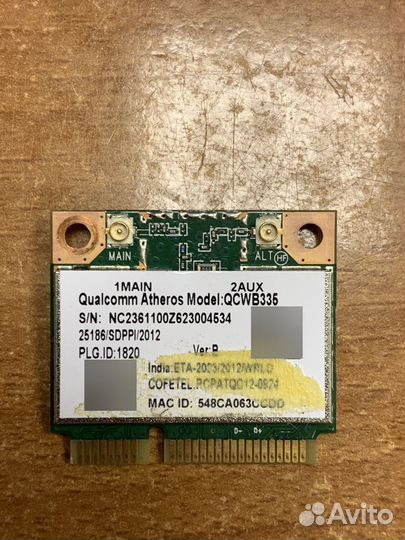 MAIN ALT HF
1MAIN 2AUX
Qualcomm Atheros Model:QCWB335
S/N: NC2361100Z623004534
25186/SDPPI/2012
PLG.ID:1820 Ver:B
India:ETA-2003/2012/WRLO
COFETEL:RCPATQC12-0824
MAC ID: 548CA063CCDD
D- D+
Avito